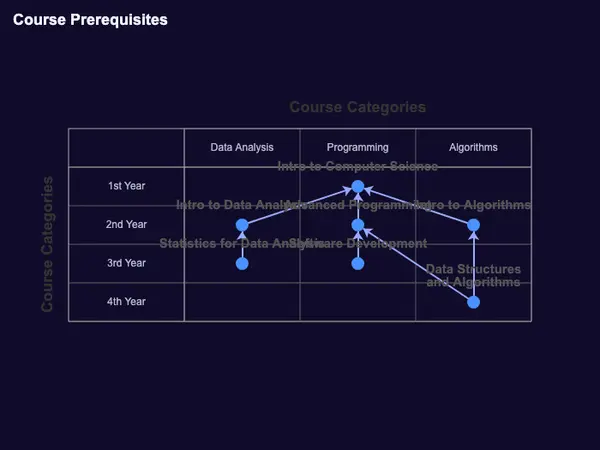 Course Prerequisites
Course Categories
Data Analysis
Programming
Algorithms
Intro to Computer Science
1st Year
Intro to Data Analysis
Advanced Programming
Intro to Algorithms
2nd Year
Statistics for Data Analysis
Software Development
3rd Year
Data Structures
and Algorithms
4th Year
Course Categories